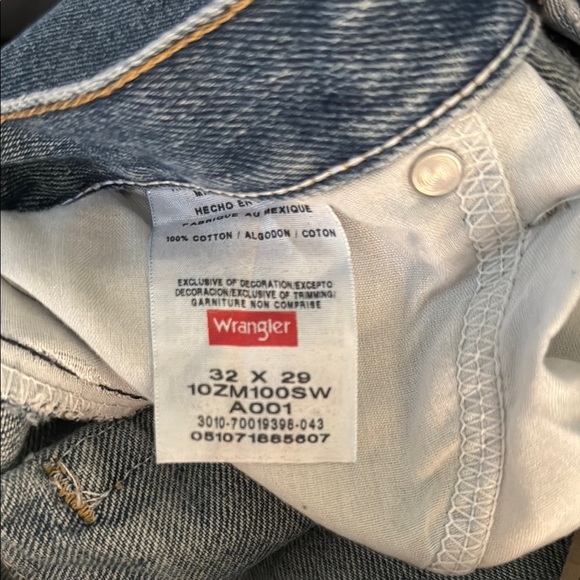 HECHO EN
FABRIQUE AU MEXIQUE
100% COTTON / ALGODON / COTON
EXCLUSIVE OF DECORATION/EXCEPTO
DECORACION/EXCLUSIVE OF TRIMMING/
GARNITURE NON COMPRISE
Wrangler
32 X 29
10ZM100SW
A001
3010-70019398-043
051071885607